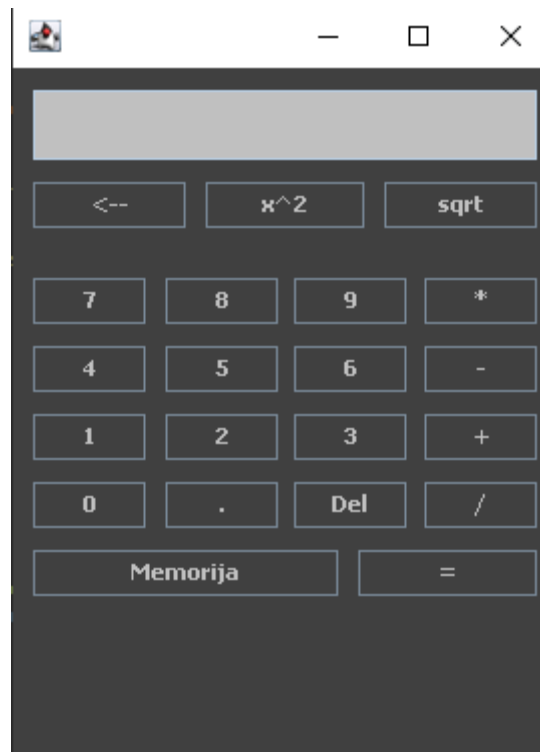 <-- x^2 sqrt
7 8 9 *
4 5 6 -
1 2 3 +
0 . Del /
Memorija =